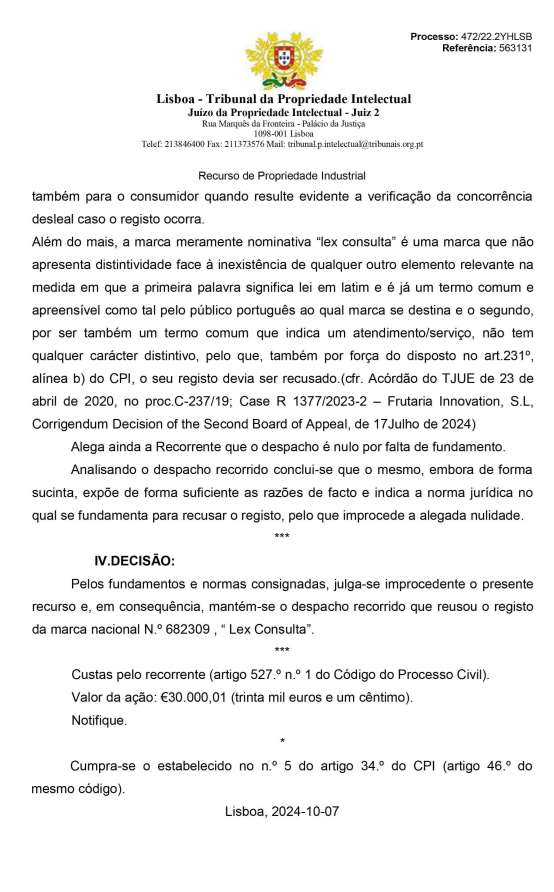 Processo: 472/22.2YHLSB
Referência: 563131
Lisboa - Tribunal da Propriedade Intelectual
Juízo da Propriedade Intelectual - Juiz 2
Rua Marquês da Fronteira - Palácio da Justiça
1098-001 Lisboa
Telef: 213846400 Fax: 211373576 Mail: tribunal.p.intelectual@tribunais.org.pt
Recurso de Propriedade Industrial
também para o consumidor quando resulte evidente a verificação da concorrência
desleal caso o registo ocorra.
Além do mais, a marca meramente nominativa “lex consulta” é uma marca que não
apresenta distintividade face à inexistência de qualquer outro elemento relevante na
medida em que a primeira palavra significa lei em latim e é já um termo comum e
apreensível como tal pelo público português ao qual marca se destina e o segundo,
por ser também um termo comum que indica um atendimento/serviço, não tem
qualquer carácter distintivo, pelo que, também por força do disposto no art.231º,
alínea b) do CPI, o seu registo devia ser recusado.(cfr. Acórdão do TJUE de 23 de
abril de 2020, no proc.C-237/19; Case R 1377/2023-2 – Frutaria Innovation, S.L,
Corrigendum Decision of the Second Board of Appeal, de 17Julho de 2024)
Alega ainda a Recorrente que o despacho é nulo por falta de fundamento.
Analisando o despacho recorrido conclui-se que o mesmo, embora de forma
sucinta, expõe de forma suficiente as razões de facto e indica a norma jurídica no
qual se fundamenta para recusar o registo, pelo que improcede a alegada nulidade.
***
IV.DECISÃO:
Pelos fundamentos e normas consignadas, julga-se improcedente o presente
recurso e, em consequência, mantém-se o despacho recorrido que reusou o registo
da marca nacional N.º 682309 , “ Lex Consulta”.
***
Custas pelo recorrente (artigo 527.º n.º 1 do Código do Processo Civil).
Valor da ação: €30.000,01 (trinta mil euros e um cêntimo).
Notifique.
*
Cumpra-se o estabelecido no n.º 5 do artigo 34.º do CPI (artigo 46.º do
mesmo código).
Lisboa, 2024-10-07